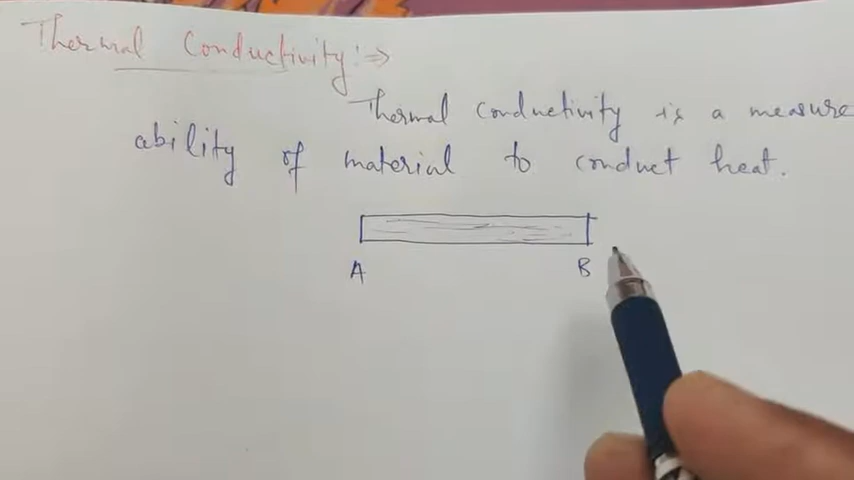 Thermal Conductivity :⇒
Thermal conductivity is a measure
ability of material to conduct heat.
A B